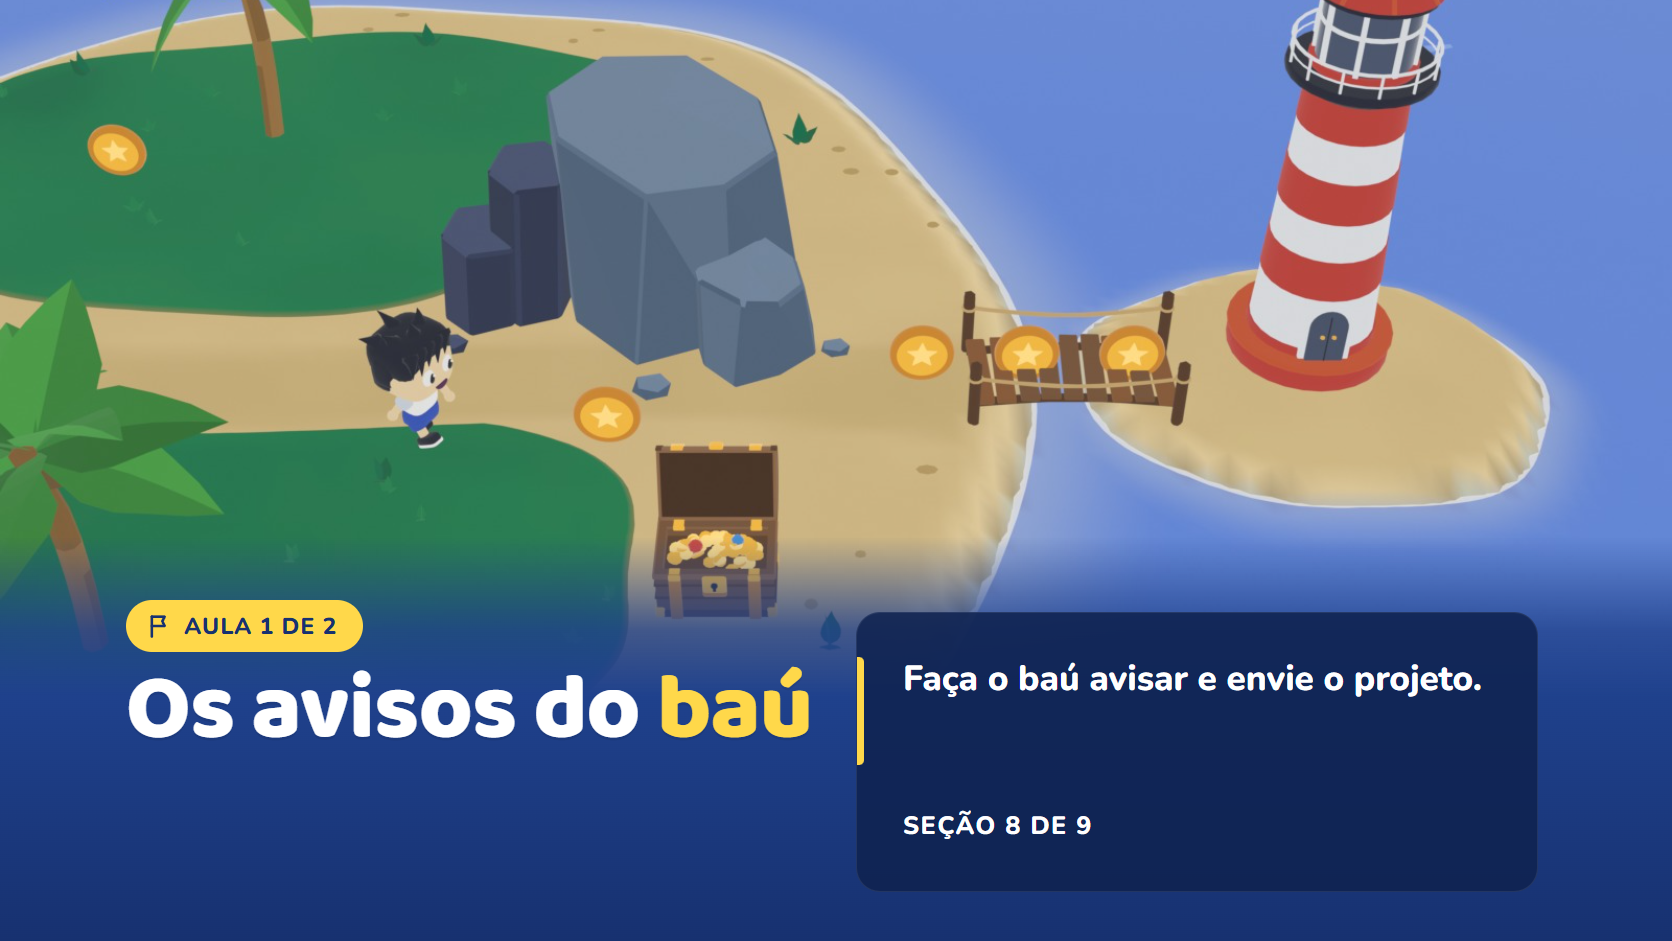 AULA 1 DE 2
Os avisos do baú
Faça o baú avisar e envie o projeto.
SEÇÃO 8 DE 9